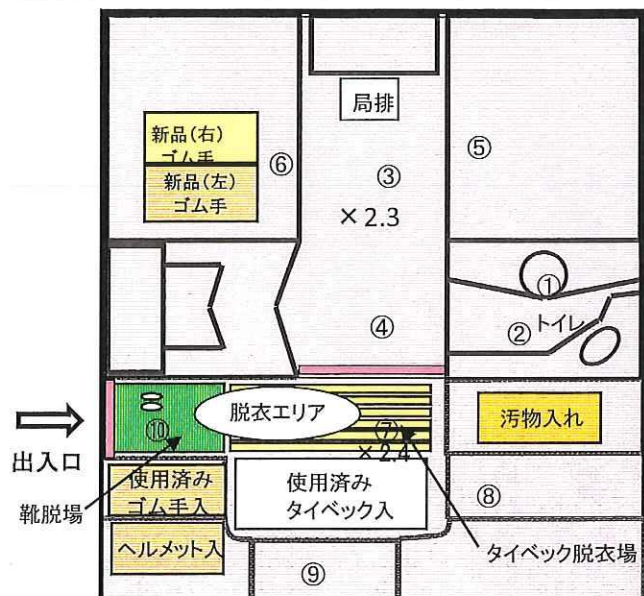 局排
新品(右)
ゴム手
新品(左)
ゴム手
⑥
③
⑤
×2.3
①
④
②
トイレ
出入口
⑩
脱衣エリア
⑦
×2.4
汚物入れ
使用済み
ゴム手入
使用済み
タイベック入
⑧
靴脱場
ヘルメット入
⑨
タイベック脱衣場